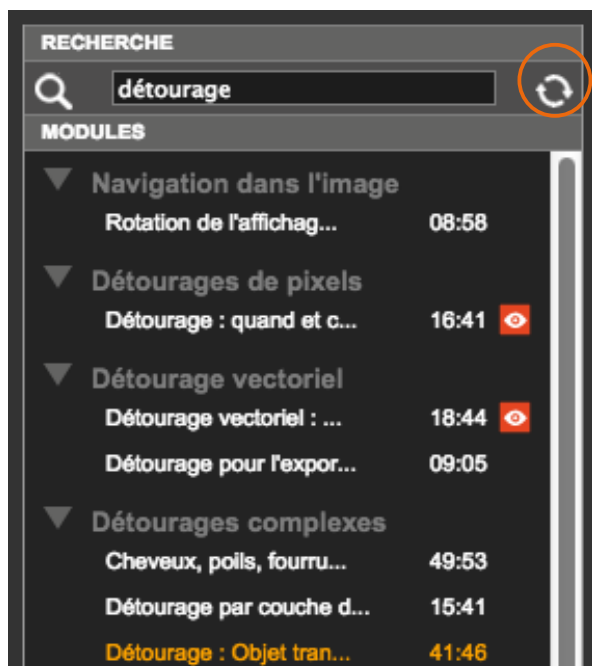 RECHERCHE
détourage
MODULES
Navigation dans l'image
Rotation de l'affichag... 08:58
Détourages de pixels
Détourage : quand et c... 16:41
Détourage vectoriel
Détourage vectoriel : ... 18:44
Détourage pour l'expor... 09:05
Détourages complexes
Cheveux, poils, fourru... 49:53
Détourage par couche d... 15:41
Détourage : Objet tran... 41:46